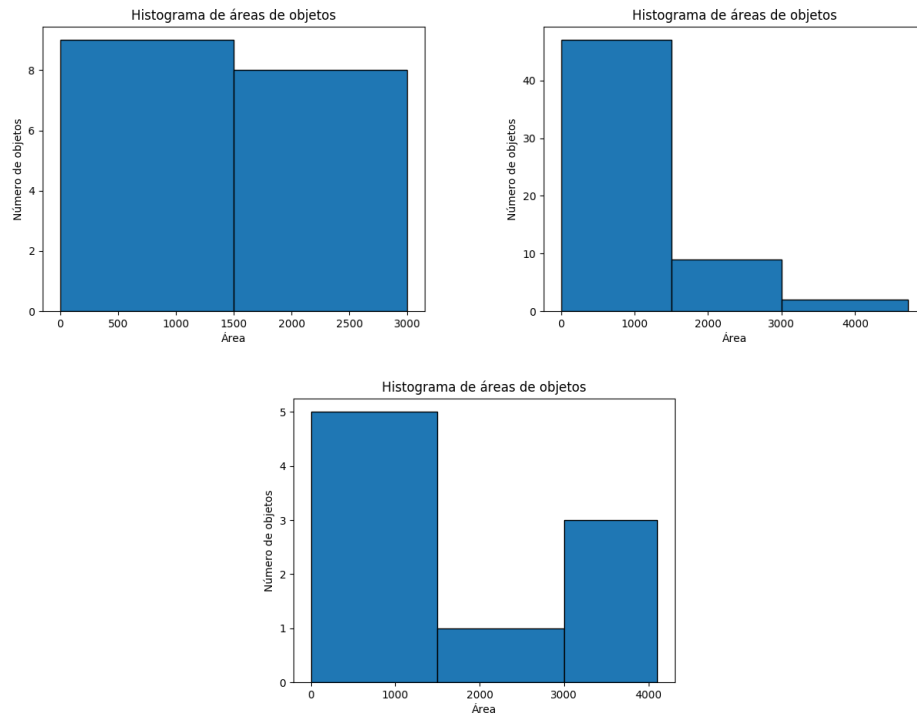 Histograma de áreas de objetos
Número de objetos
8
6
4
2
0
0 500 1000 1500 2000 2500 3000
Área
Histograma de áreas de objetos
Número de objetos
40
30
20
10
0
0 1000 2000 3000 4000
Área
Histograma de áreas de objetos
Número de objetos
5
4
3
2
1
0
0 1000 2000 3000 4000
Área